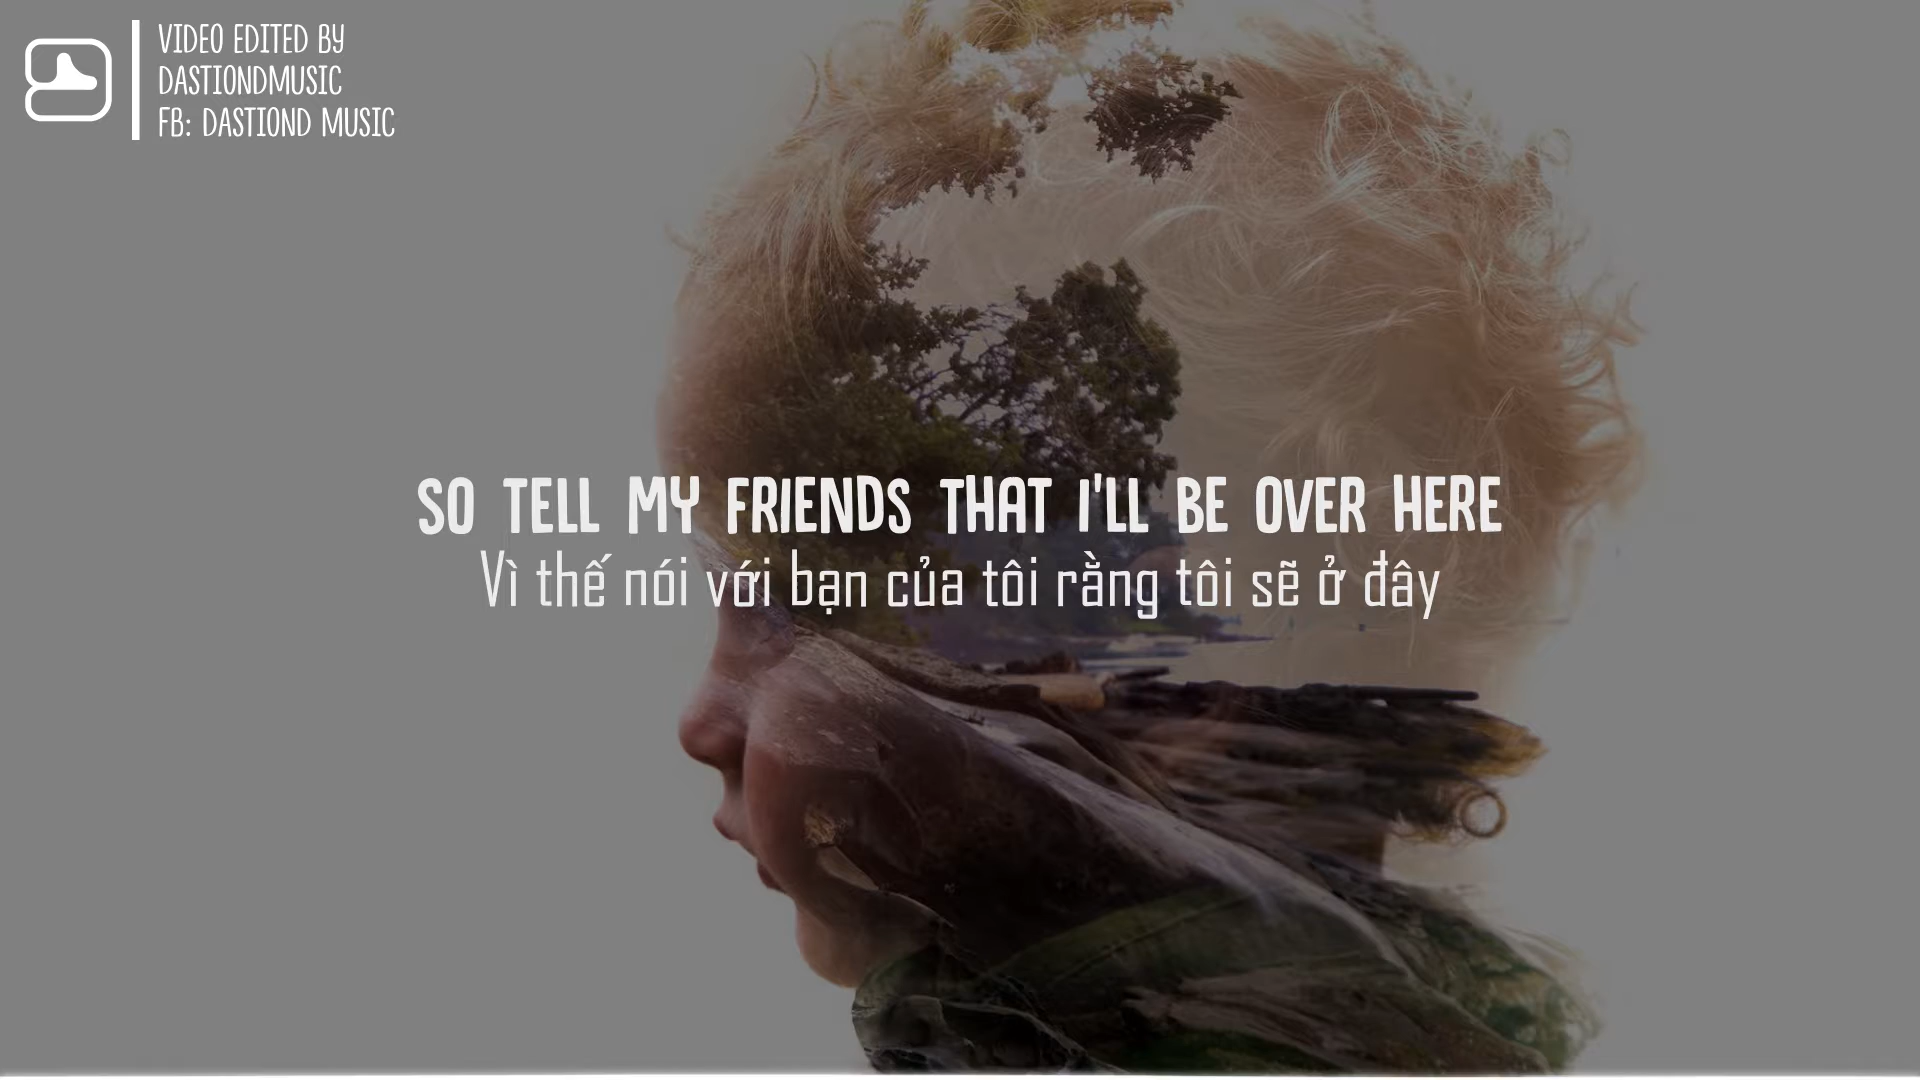 VIDEO EDITED BY
DASTIONDMUSIC
FB: DASTIOND MUSIC
SO TELL MY FRIENDS THAT I'LL BE OVER HERE
Vì thế nói với bạn của tôi rằng tôi sẽ ở đây